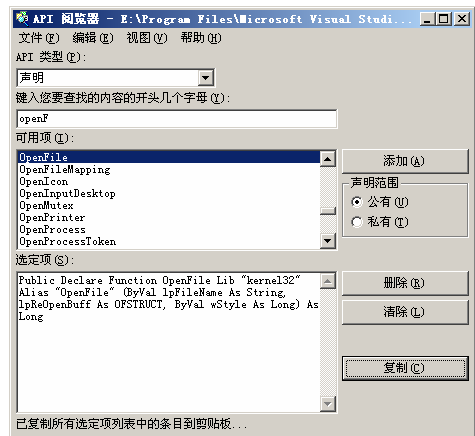 API 阅览器 - E:\Program Files\Microsoft Visual Studi...
文件(F) 编辑(E) 视图(V) 帮助(H)
API 类型(P):
声明
键入您要查找的内容的开头几个字母(Y):
openF
可用项(I):
OpenFile
OpenFileMapping
OpenIcon
OpenInputDesktop
OpenMutex
OpenPrinter
OpenProcess
OpenProcessToken
添加(A)
声明范围
公有(U)
私有(T)
选定项(S):
Public Declare Function OpenFile Lib "kernel32"
Alias "OpenFile" (ByVal lpFileName As String,
lpReOpenBuff As OFSTRUCT, ByVal wStyle As Long) As
Long
删除(R)
清除(L)
复制(C)
已复制所有选定项列表中的条目到剪贴板...